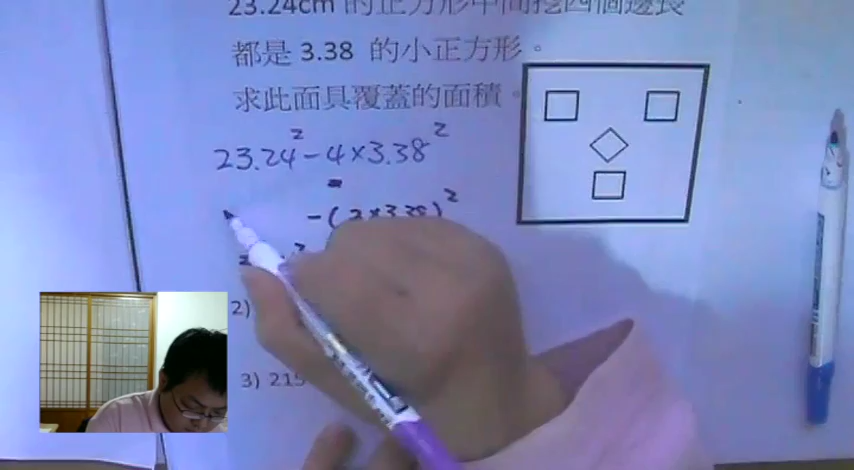 23.24cm 的正方形中間挖四個邊長
都是 3.38 的小正方形。
求此面具覆蓋的面積。
23.24² - 4×3.38²
- (2×3.38)²
2)
3) 215